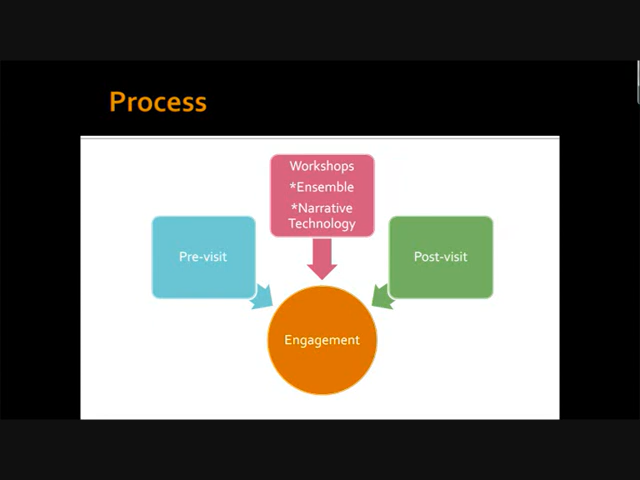 Process
Workshops
*Ensemble
*Narrative
Technology
Pre-visit
Post-visit
Engagement